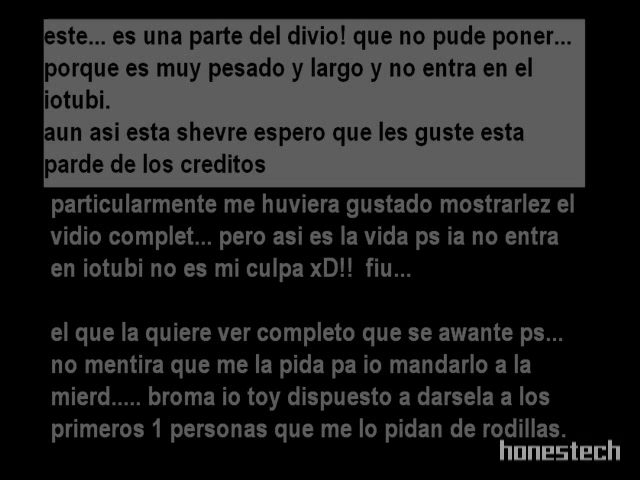 este... es una parte del divio! que no pude poner...
porque es muy pesado y largo y no entra en el
iotubi.
aun asi esta shevre espero que les guste esta
parde de los creditos
particularmente me huviera gustado mostrarlez el
vidio complet... pero asi es la vida ps ia no entra
en iotubi no es mi culpa xD!! fiu...
el que la quiere ver completo que se awante ps...
no mentira que me la pida pa io mandarlo a la
mierd..... broma io toy dispuesto a darsela a los
primeros 1 personas que me lo pidan de rodillas.
honestech